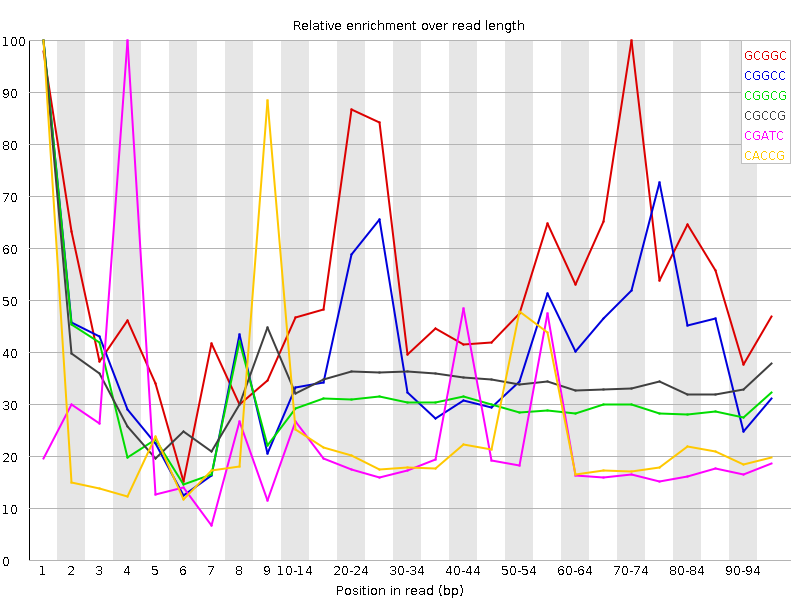 Relative enrichment over read length
100
90
80
70
60
50
40
30
20
10
0
GCGGC
CGGCC
CGGCG
CGCCG
CGATC
CACCG
1 2 3 4 5 6 7 8 9 10-14 20-24 30-34 40-44 50-54 60-64 70-74 80-84 90-94
Position in read (bp)